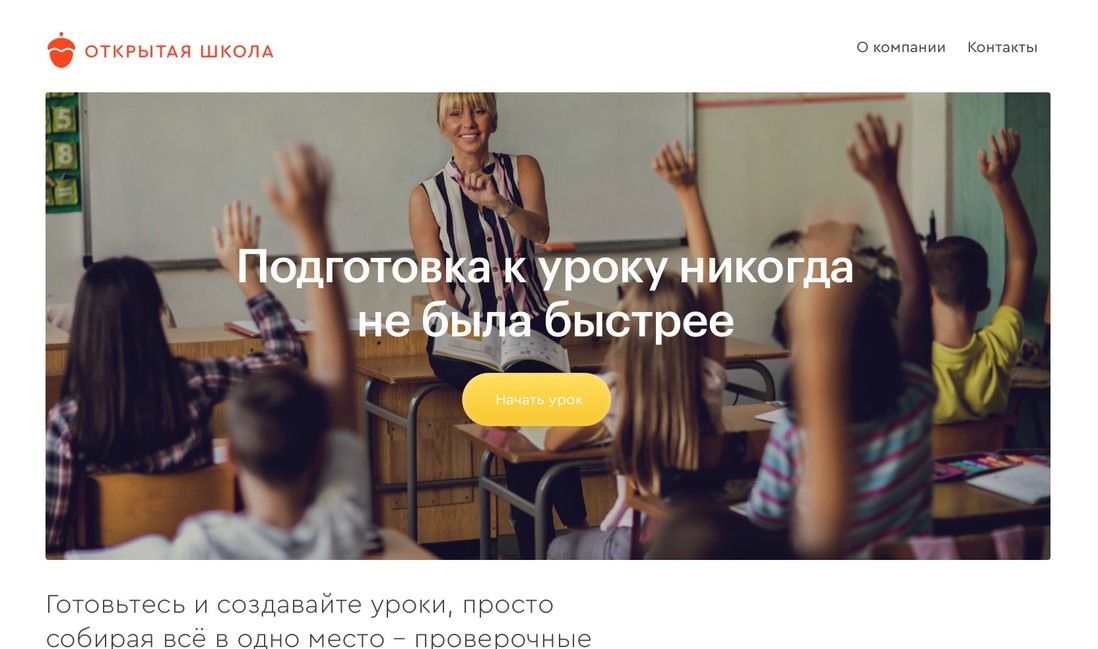 ОТКРЫТАЯ ШКОЛА
О компании Контакты
5
8
Подготовка к уроку никогда
не была быстрее
Начать урок
Готовьтесь и создавайте уроки, просто
собирая всё в одно место – проверочные